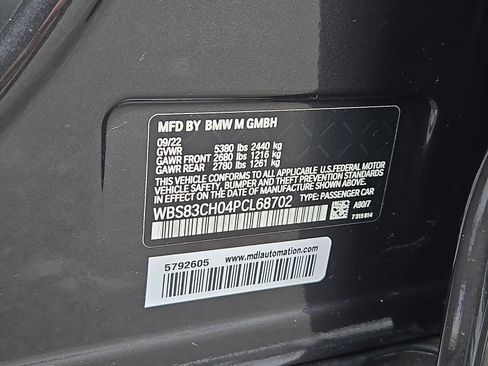 MFD BY BMW M GMBH
09/22
GVWR 5380 lbs 2440 kg
GAWR FRONT 2680 lbs 1216 kg
GAWR REAR 2780 lbs 1261 kg
THIS VEHICLE CONFORMS TO ALL APPLICABLE U.S.FEDERAL MOTOR
VEHICLE SAFETY, BUMPER AND THEFT PREVENTION STANDARDS IN
EFFECT ON THE DATE OF MANUFACTURE SHOWN ABOVE.
WBS83CH04PCL68702 TYPE: PASSENGER CAR
A90/7
7315614
5792605 www.mdlautomation.com